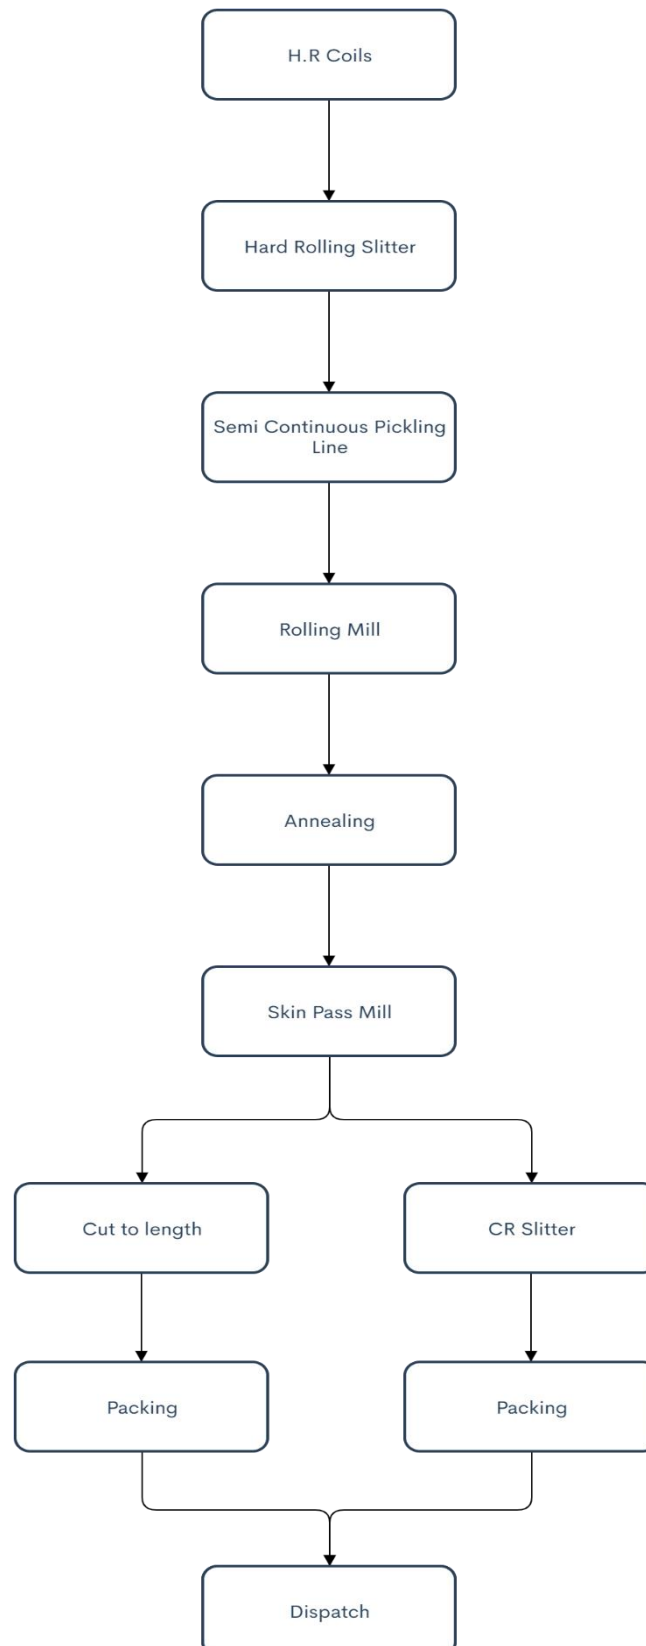 H.R Coils
Hard Rolling Slitter
Semi Continuous Pickling
Line
Rolling Mill
Annealing
Skin Pass Mill
Cut to length
CR Slitter
Packing
Packing
Dispatch